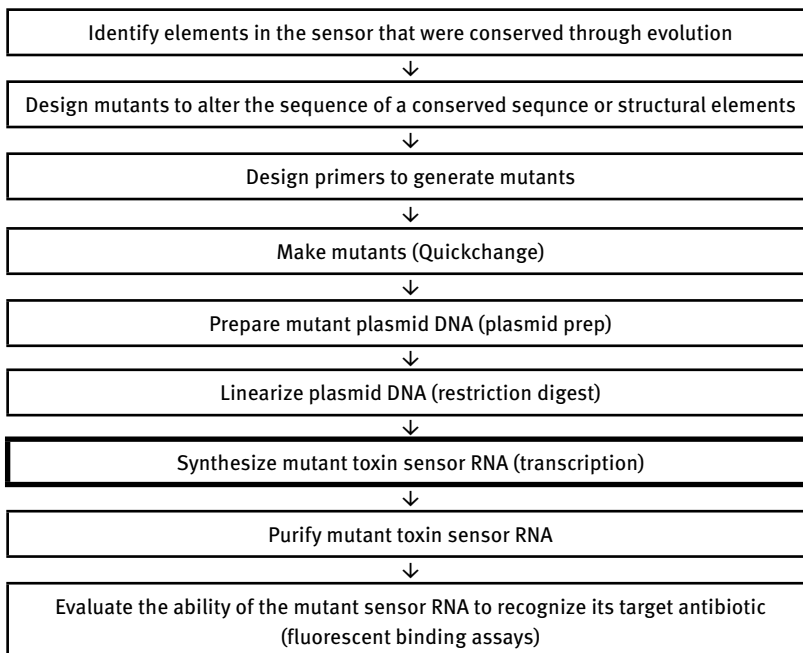 Identify elements in the sensor that were conserved through evolution
↓
Design mutants to alter the sequence of a conserved sequnce or structural elements
↓
Design primers to generate mutants
↓
Make mutants (Quickchange)
↓
Prepare mutant plasmid DNA (plasmid prep)
↓
Linearize plasmid DNA (restriction digest)
↓
Synthesize mutant toxin sensor RNA (transcription)
↓
Purify mutant toxin sensor RNA
↓
Evaluate the ability of the mutant sensor RNA to recognize its target antibiotic
(fluorescent binding assays)